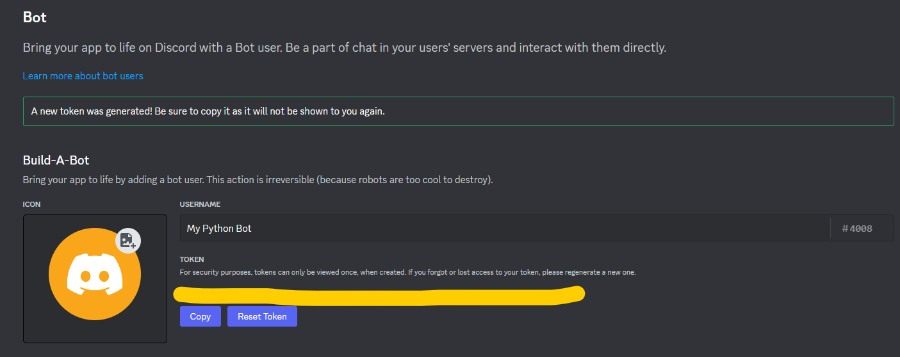 Bot
Bring your app to life on Discord with a Bot user. Be a part of chat in your users' servers and interact with them directly.
Learn more about bot users
A new token was generated! Be sure to copy it as it will not be shown to you again.
Build-A-Bot
Bring your app to life by adding a bot user. This action is irreversible (because robots are too cool to destroy).
ICON
USERNAME
My Python Bot
#4008
TOKEN
For security purposes, tokens can only be viewed once, when created. If you forgot or lost access to your token, please regenerate a new one.
Copy
Reset Token